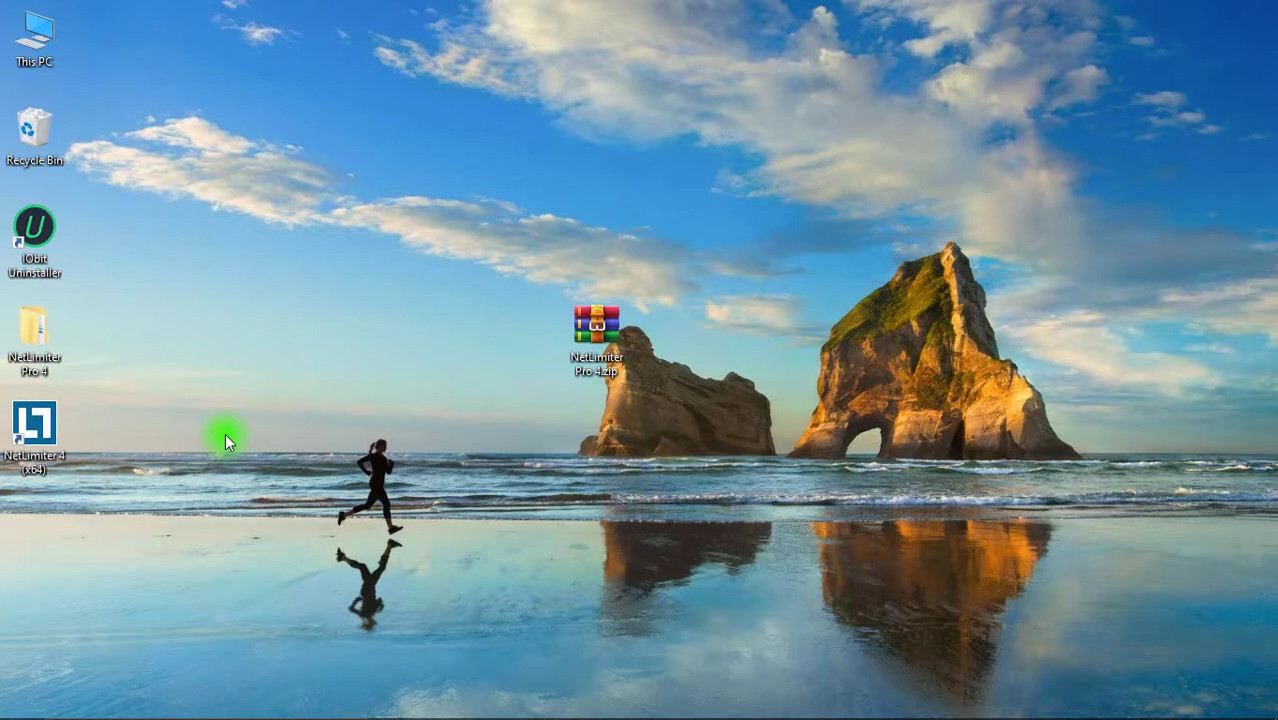 This PC
Recycle Bin
IObit
Uninstaller
NetLimiter
Pro 4
NetLimiter 4
(x64)
NetLimiter
Pro 4.zip